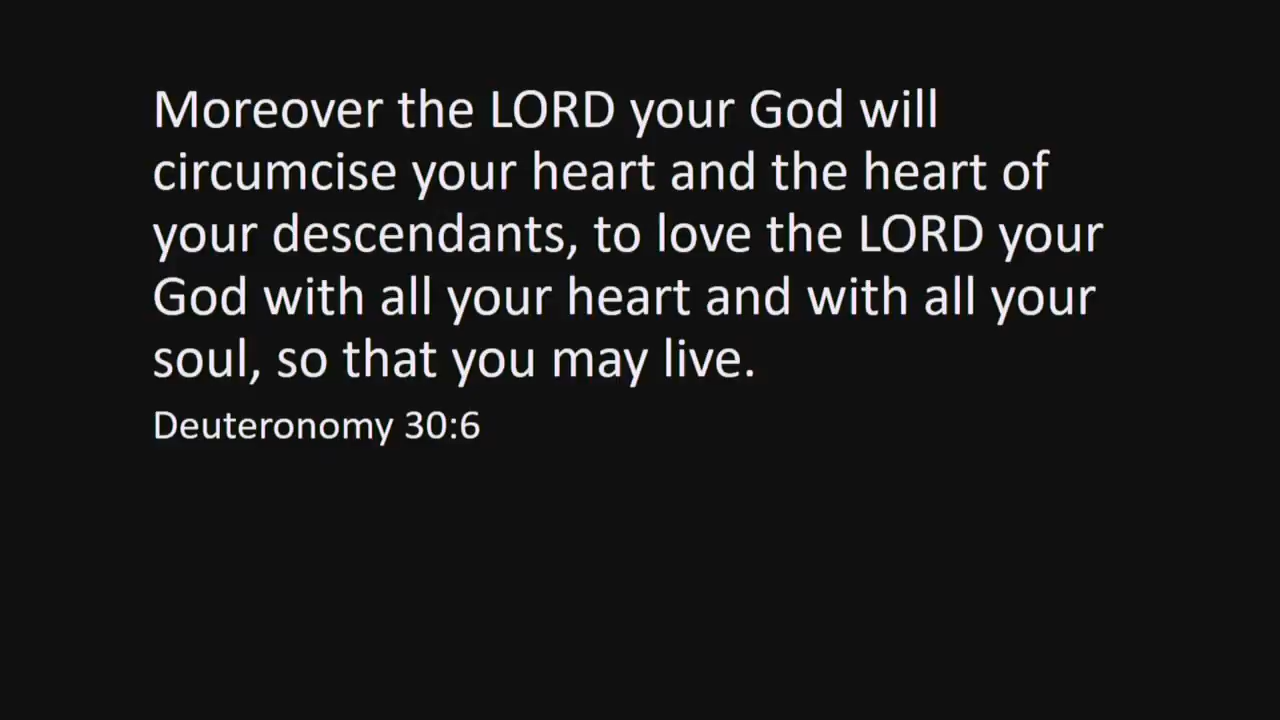 Moreover the LORD your God will
circumcise your heart and the heart of
your descendants, to love the LORD your
God with all your heart and with all your
soul, so that you may live.
Deuteronomy 30:6